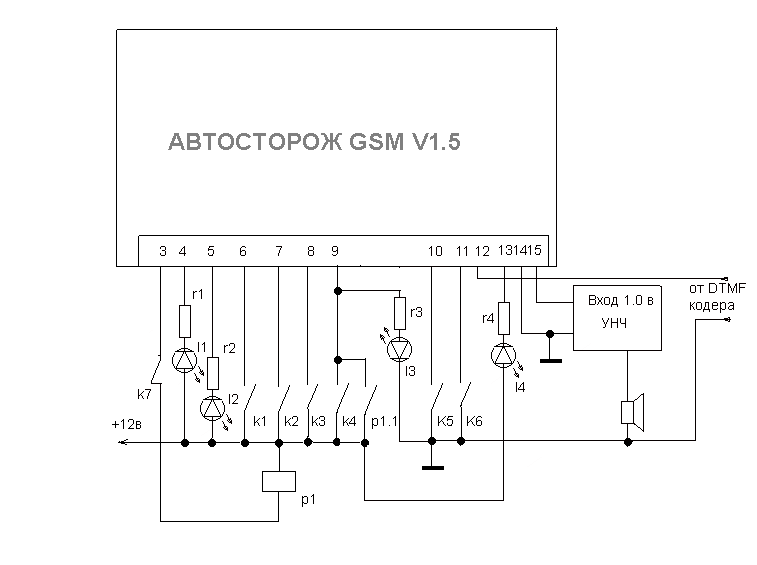 АВТОСТОРОЖ GSM V1.5
3 4 5 6 7 8 9 10 11 12 13 14 15
от DTMF
кодера
Вход 1.0 в
УНЧ
r1
r2
r3
r4
l1
l2
l3
l4
k7
k1 k2 k3 k4 p1.1 K5 K6
+12в
p1